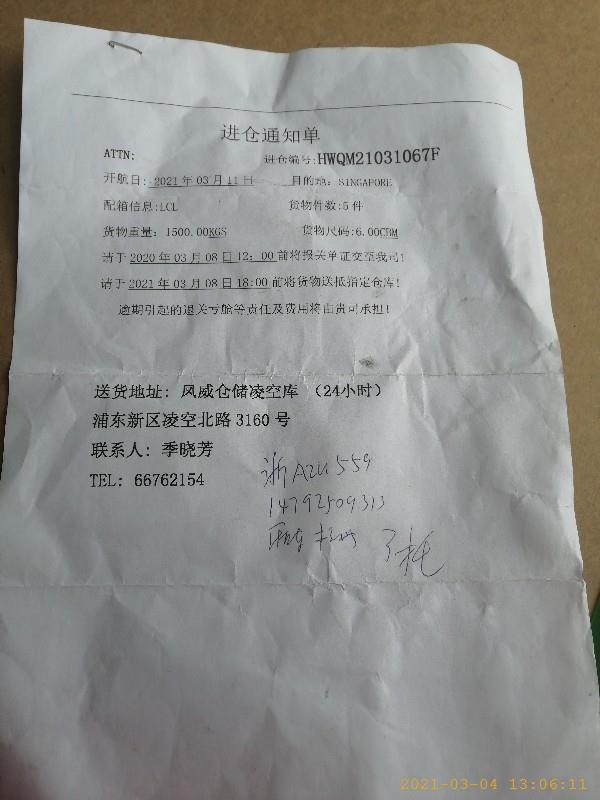 进仓通知单
ATTN: 进仓编号:HWQM21031067F
开航日: 2021年03月11日 目的地: SINGAPORE
配箱信息:LCL 货物件数:5件
货物重量: 1500.00KGS 货物尺码:6.00CBM
请于2020年03月08日12:00前将报关单证交至我司!
请于2021年03月08日18:00前将货物送抵指定仓库!
逾期引起的退关亏舱等责任及费用将由贵司承担!
送货地址: 风威仓储凌空库 (24小时)
浦东新区凌空北路3160号
联系人: 季晓芳
TEL: 66762154
浙A2U559
14792509313
2021-03-04 13:06:11